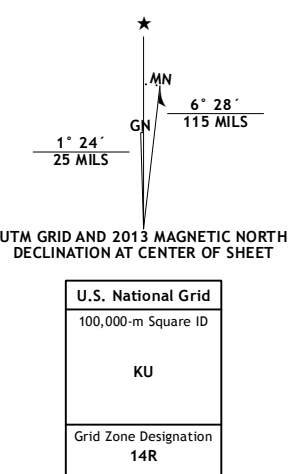 ★
MN
6° 28´
115 MILS
GN
1° 24´
25 MILS
UTM GRID AND 2013 MAGNETIC NORTH
DECLINATION AT CENTER OF SHEET
U.S. National Grid
100,000-m Square ID
KU
Grid Zone Designation
14R